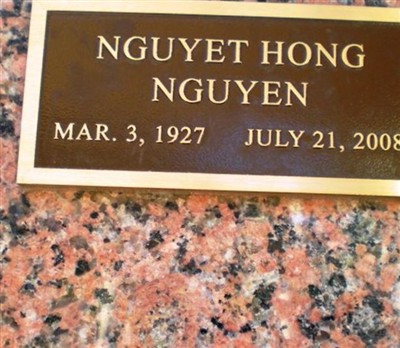 NGUYET HONG
NGUYEN
MAR. 3, 1927 JULY 21, 2008